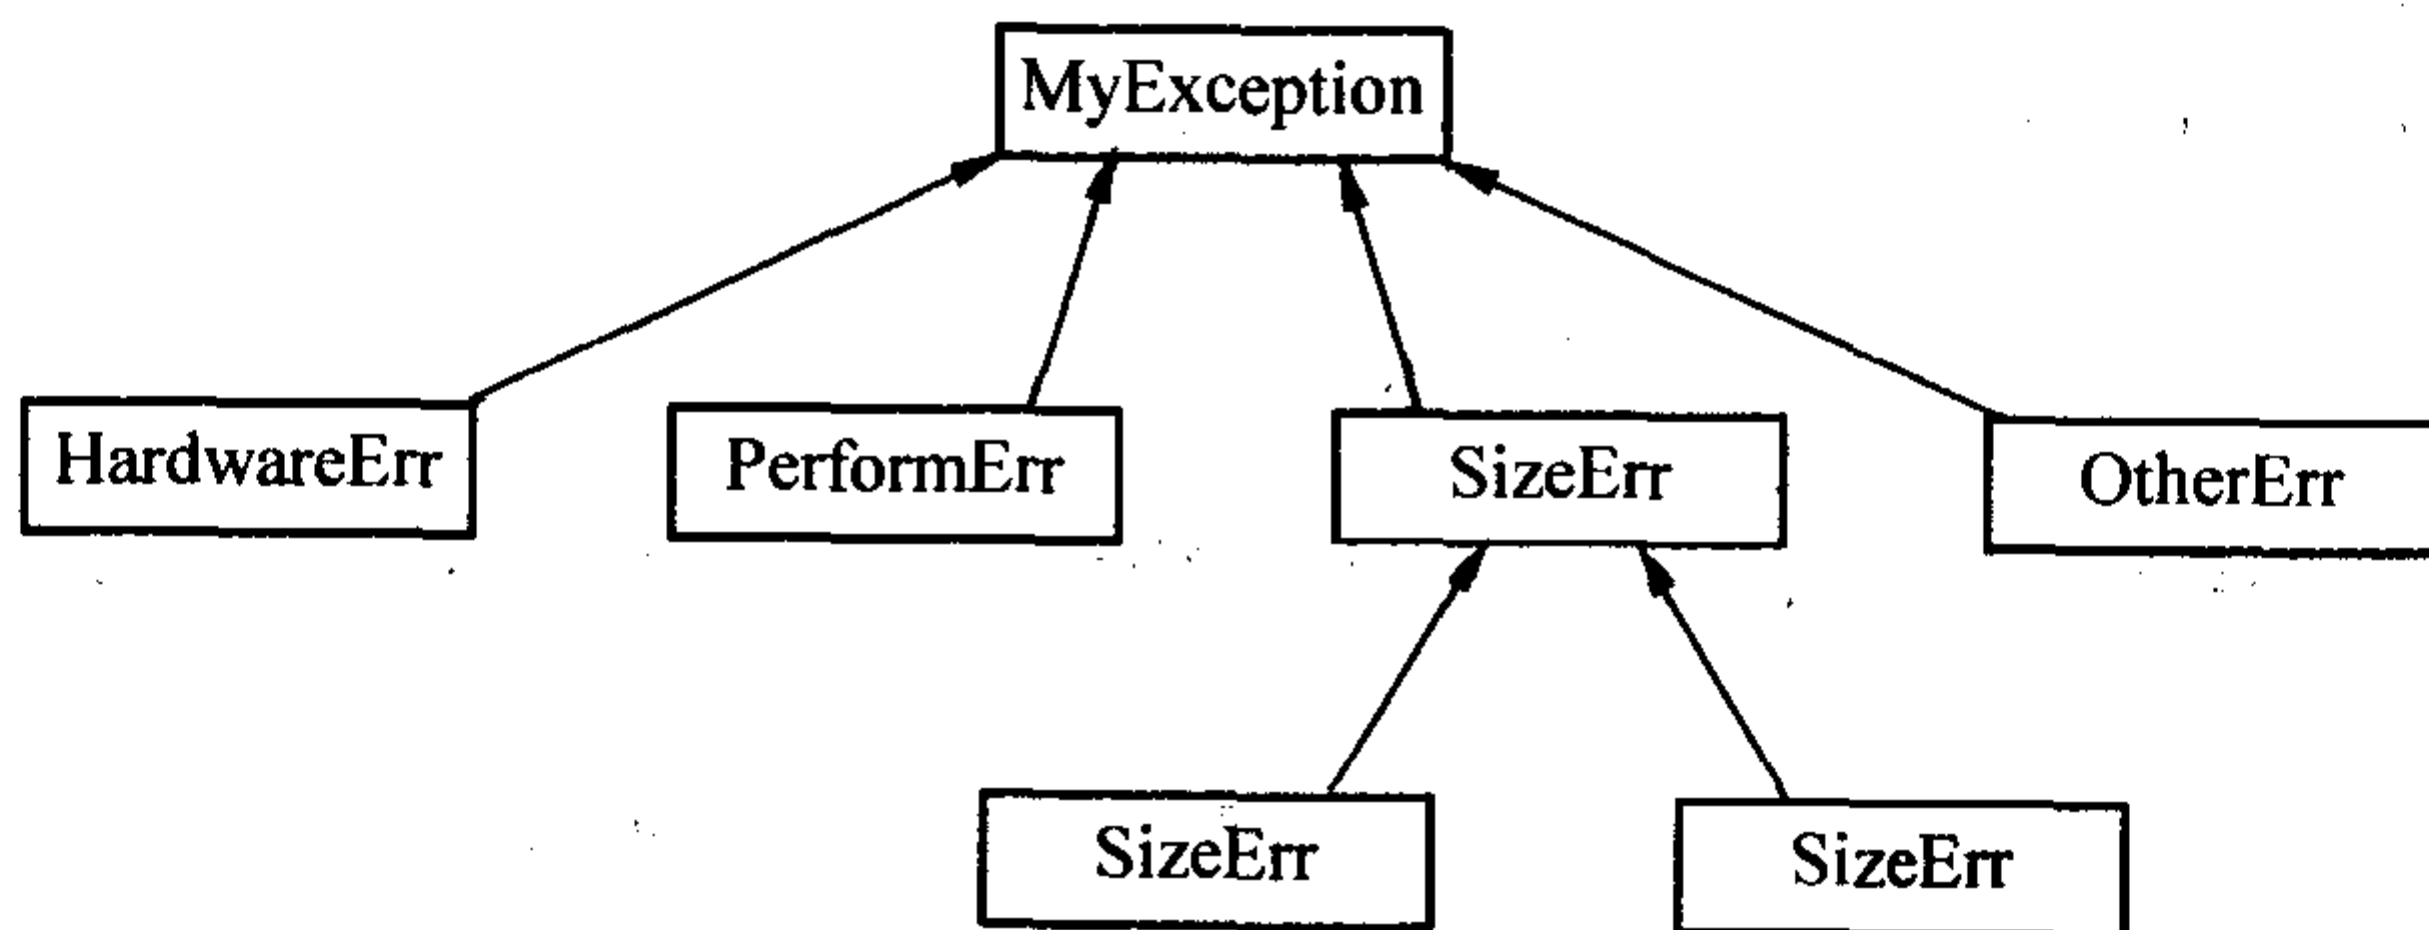 MyException
HardwareErr
PerformErr
SizeErr
OtherErr
SizeErr
SizeErr